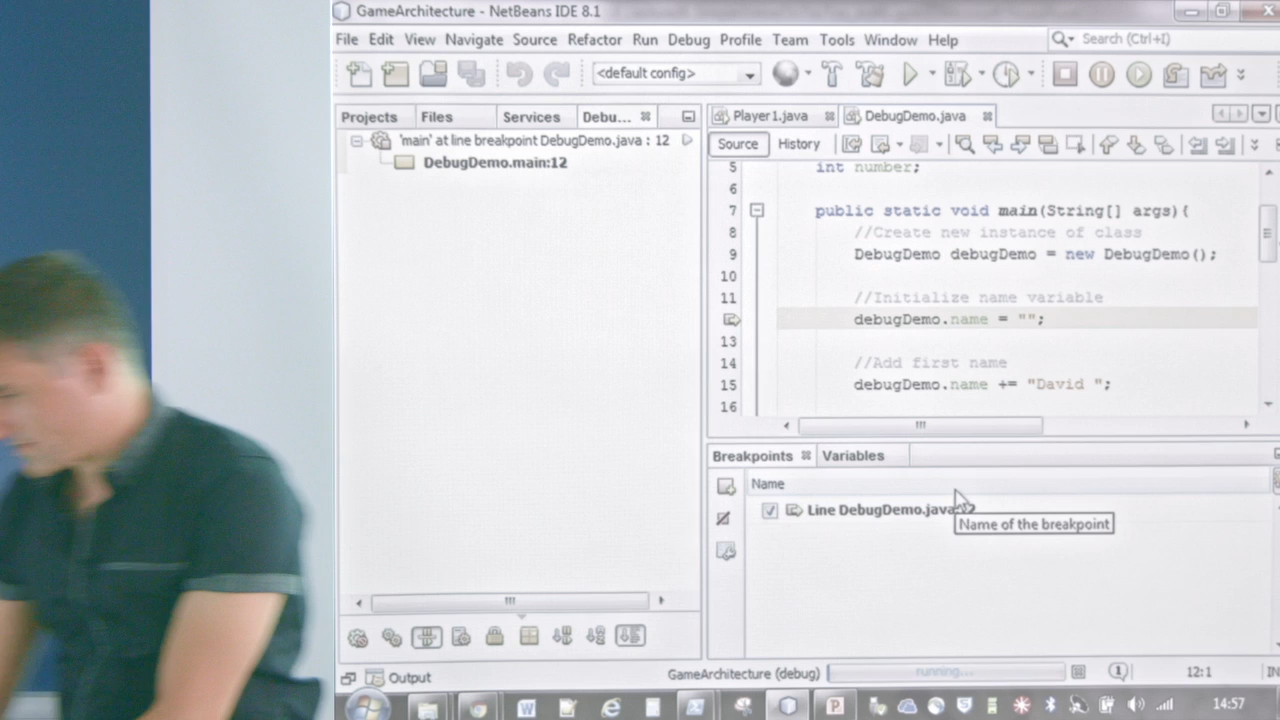 GameArchitecture - NetBeans IDE 8.1
File Edit View Navigate Source Refactor Run Debug Profile Team Tools Window Help
Search (Ctrl+I)
<default config>
Projects Files Services Debu...
'main' at line breakpoint DebugDemo.java : 12
DebugDemo.main:12
Player1.java DebugDemo.java
Source History
5 int number;
6
7 public static void main(String[] args){
8 //Create new instance of class
9 DebugDemo debugDemo = new DebugDemo();
10
11 //Initialize name variable
debugDemo.name = "";
13
14 //Add first name
15 debugDemo.name += "David ";
16
Breakpoints Variables
Name
Line DebugDemo.java
Name of the breakpoint
Output
GameArchitecture (debug) running... 1 12:1 IN
14:57